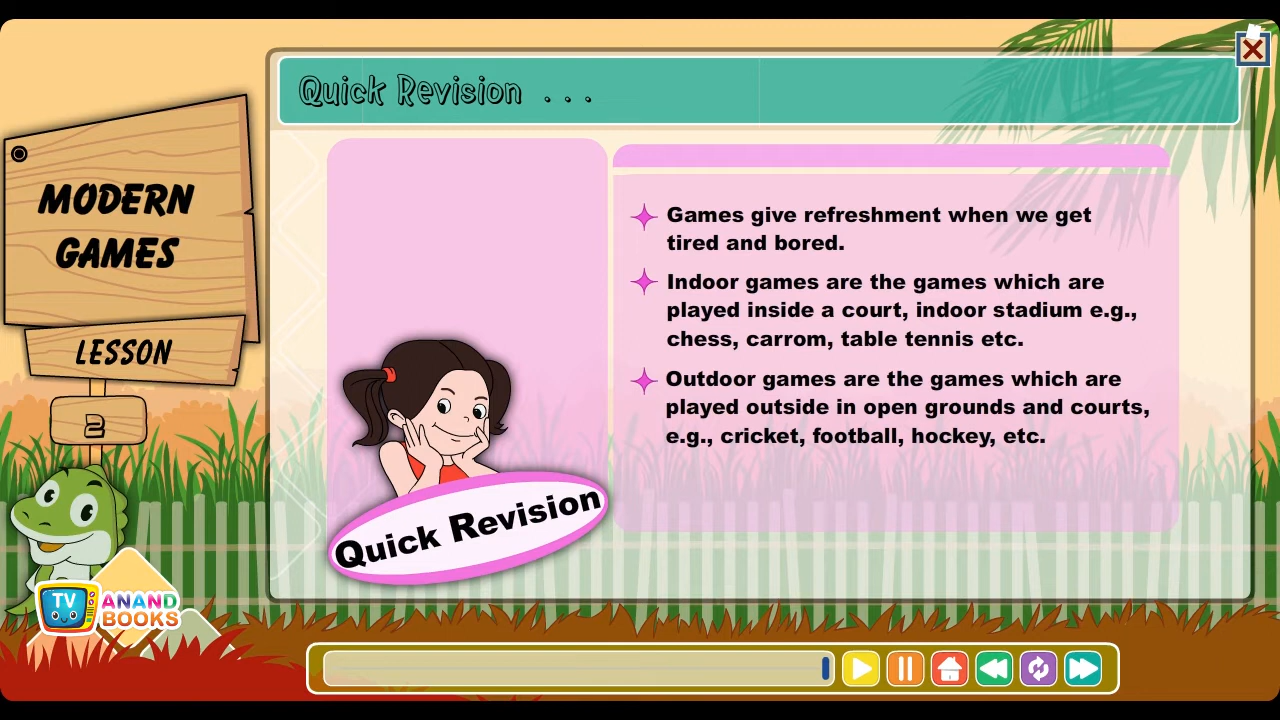 Quick Revision ...
MODERN
GAMES
LESSON
2
Games give refreshment when we get
tired and bored.
Indoor games are the games which are
played inside a court, indoor stadium e.g.,
chess, carrom, table tennis etc.
Outdoor games are the games which are
played outside in open grounds and courts,
e.g., cricket, football, hockey, etc.
Quick Revision
TV
ANAND
BOOKS